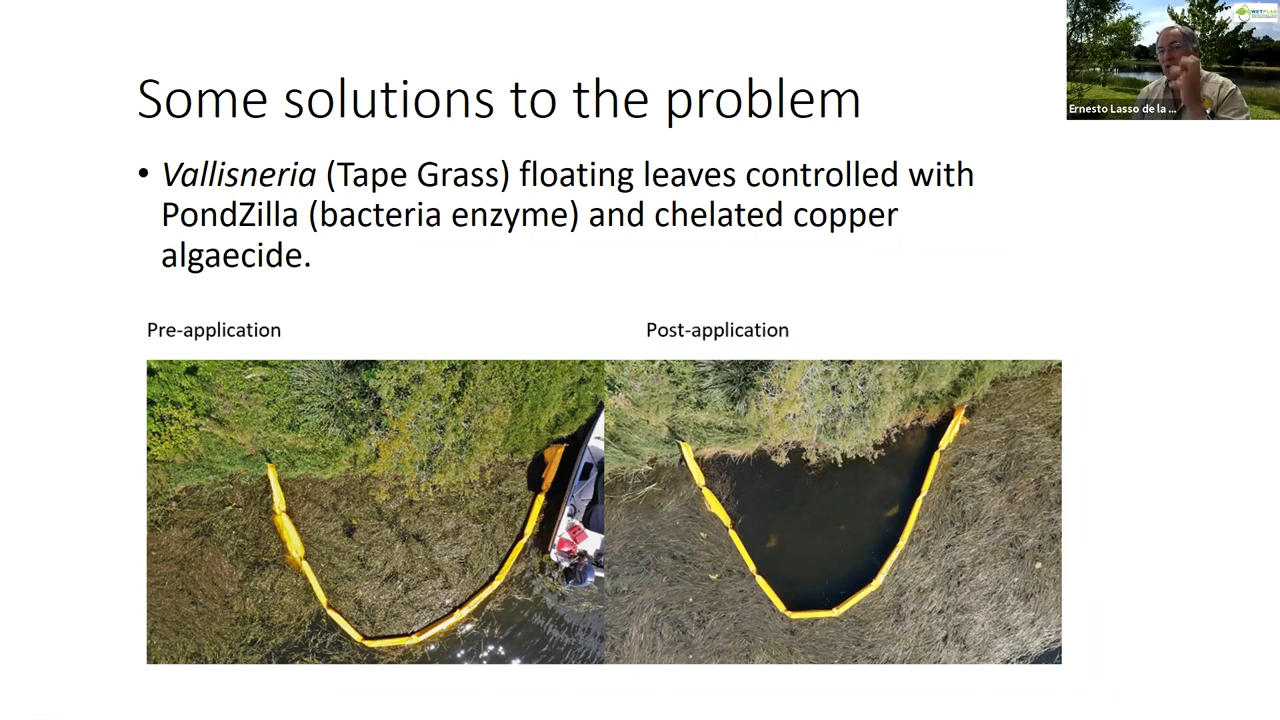 Some solutions to the problem
• Vallisneria (Tape Grass) floating leaves controlled with
PondZilla (bacteria enzyme) and chelated copper
algaecide.
Pre-application
Post-application
WETPLAN
Ernesto Lasso de la ...